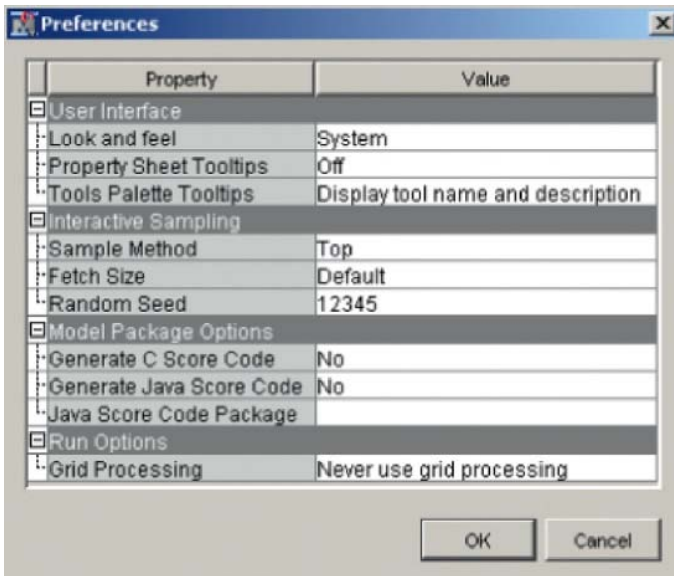 Preferences
Property Value
User Interface
Look and feel System
Property Sheet Tooltips Off
Tools Palette Tooltips Display tool name and description
Interactive Sampling
Sample Method Top
Fetch Size Default
Random Seed 12345
Model Package Options
Generate C Score Code No
Generate Java Score Code No
Java Score Code Package
Run Options
Grid Processing Never use grid processing
OK Cancel